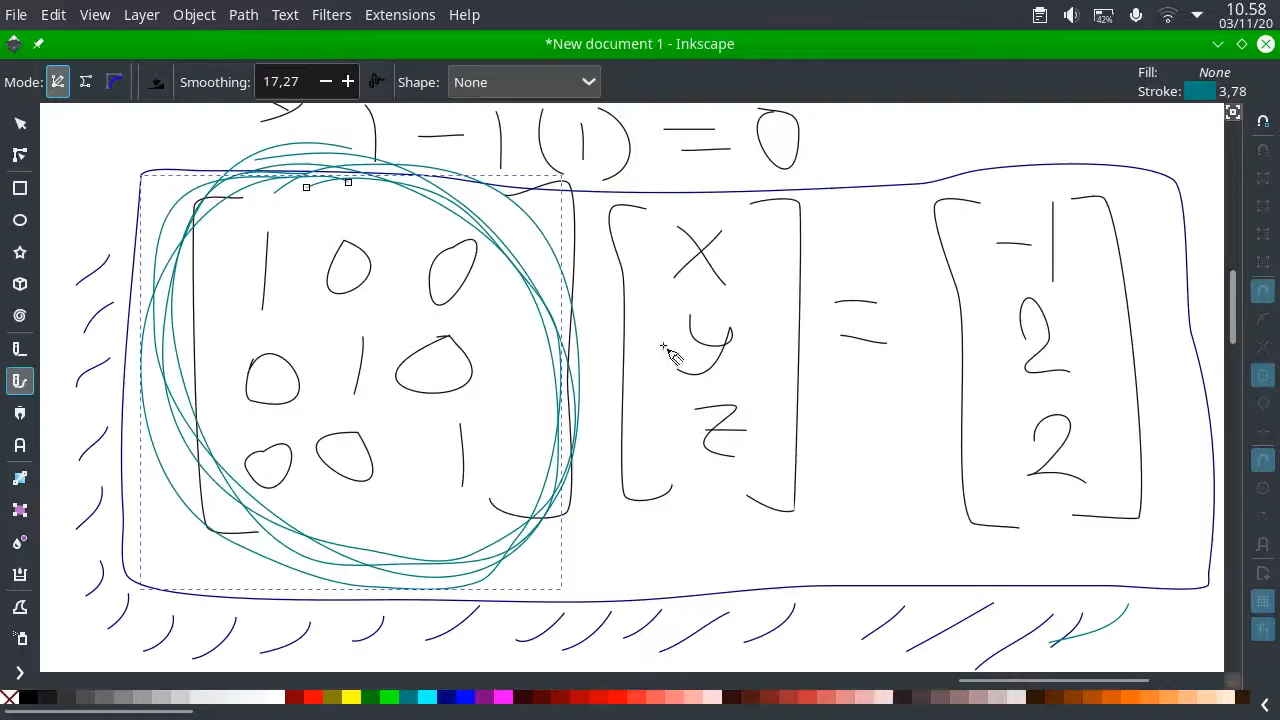 File Edit View Layer Object Path Text Filters Extensions Help
42%
10.58
03/11/20
*New document 1 - Inkscape
Mode:
Smoothing: 17,27
Shape: None
Fill: None
Stroke: 3,78
- 1(1) = 0
1 0 0 x -1
0 1 0 y = 2
0 0 1 z 2